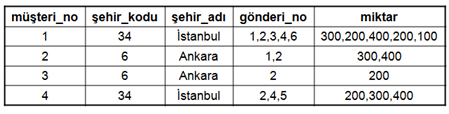 müşteri_no şehir_kodu şehir_adı gönderi_no miktar
1 34 İstanbul 1,2,3,4,6 300,200,400,200,100
2 6 Ankara 1,2 300,400
3 6 Ankara 2 200
4 34 İstanbul 2,4,5 200,300,400